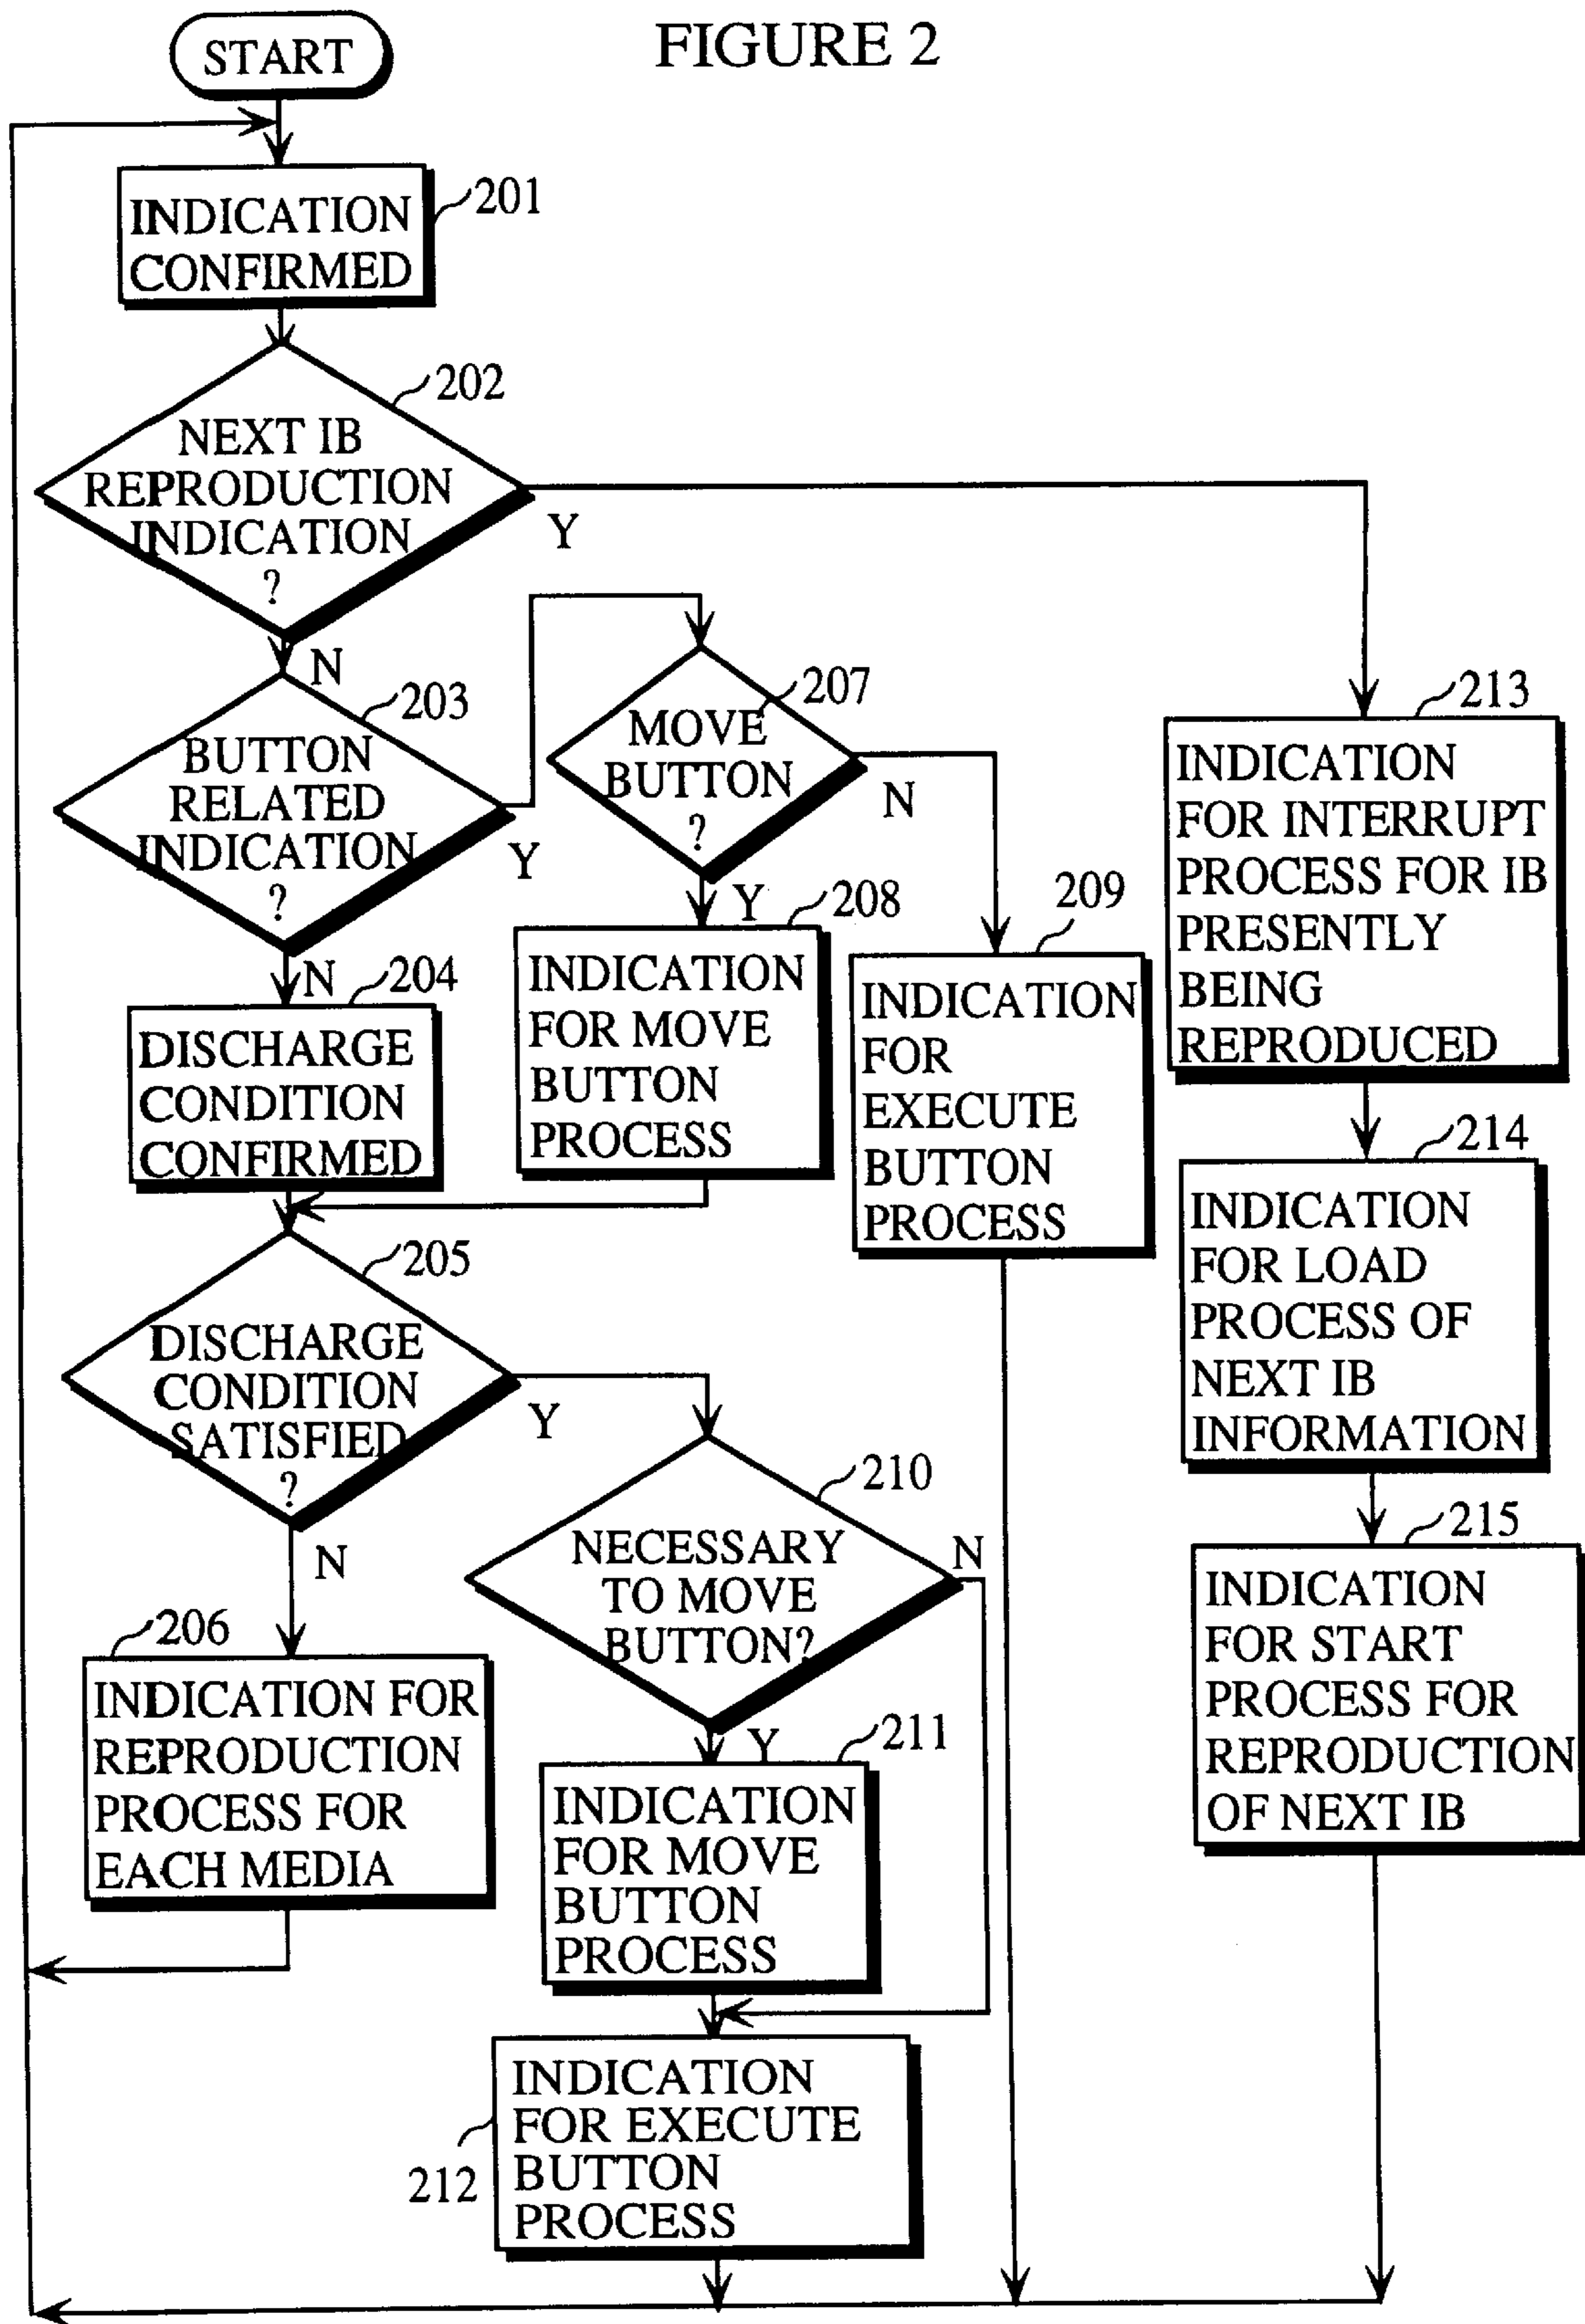 FIGURE 2
START
INDICATION
CONFIRMED
201
202
NEXT IB
REPRODUCTION
INDICATION
?
Y
N
203
BUTTON
RELATED
INDICATION
?
Y
N
204
DISCHARGE
CONDITION
CONFIRMED
205
DISCHARGE
CONDITION
SATISFIED
?
Y
N
206
INDICATION FOR
REPRODUCTION
PROCESS FOR
EACH MEDIA
207
MOVE
BUTTON
?
N
Y
208
INDICATION
FOR MOVE
BUTTON
PROCESS
209
INDICATION
FOR
EXECUTE
BUTTON
PROCESS
210
NECESSARY
TO MOVE
BUTTON?
N
Y
211
INDICATION
FOR MOVE
BUTTON
PROCESS
212
INDICATION
FOR EXECUTE
BUTTON
PROCESS
213
INDICATION
FOR INTERRUPT
PROCESS FOR IB
PRESENTLY
BEING
REPRODUCED
214
INDICATION
FOR LOAD
PROCESS OF
NEXT IB
INFORMATION
215
INDICATION
FOR START
PROCESS FOR
REPRODUCTION
OF NEXT IB